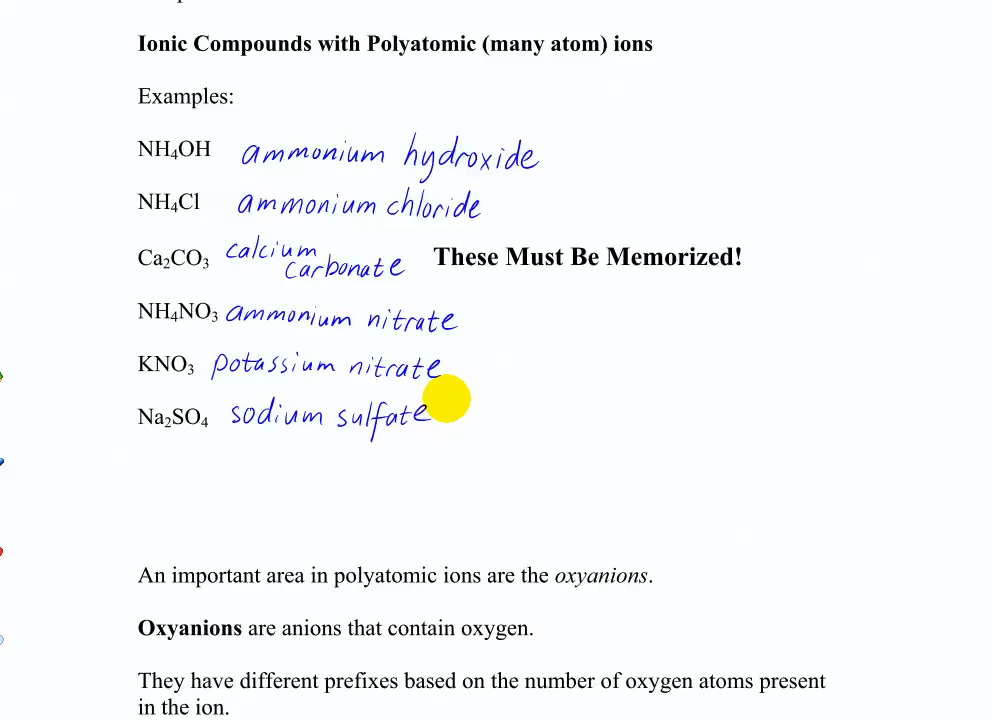 Ionic Compounds with Polyatomic (many atom) ions
Examples:
NH₄OH ammonium hydroxide
NH₄Cl ammonium chloride
Ca₂CO₃ calcium carbonate These Must Be Memorized!
NH₄NO₃ ammonium nitrate
KNO₃ potassium nitrate
Na₂SO₄ sodium sulfate
An important area in polyatomic ions are the oxyanions.
Oxyanions are anions that contain oxygen.
They have different prefixes based on the number of oxygen atoms present
in the ion.